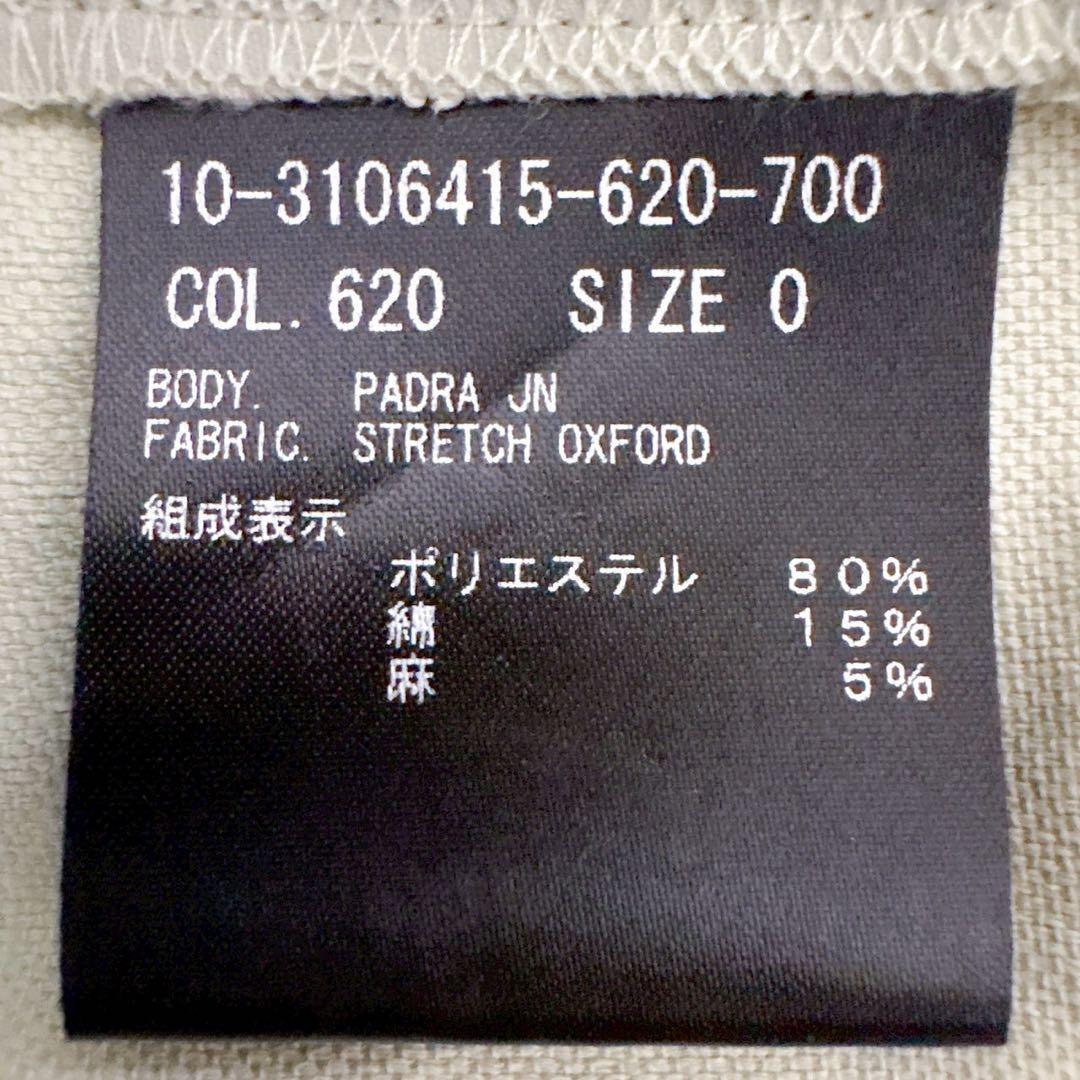 10-3106415-620-700
COL. 620 SIZE 0
BODY. PADRA JN
FABRIC. STRETCH OXFORD
組成表示
ポリエステル 80%
綿 15%
麻 5%